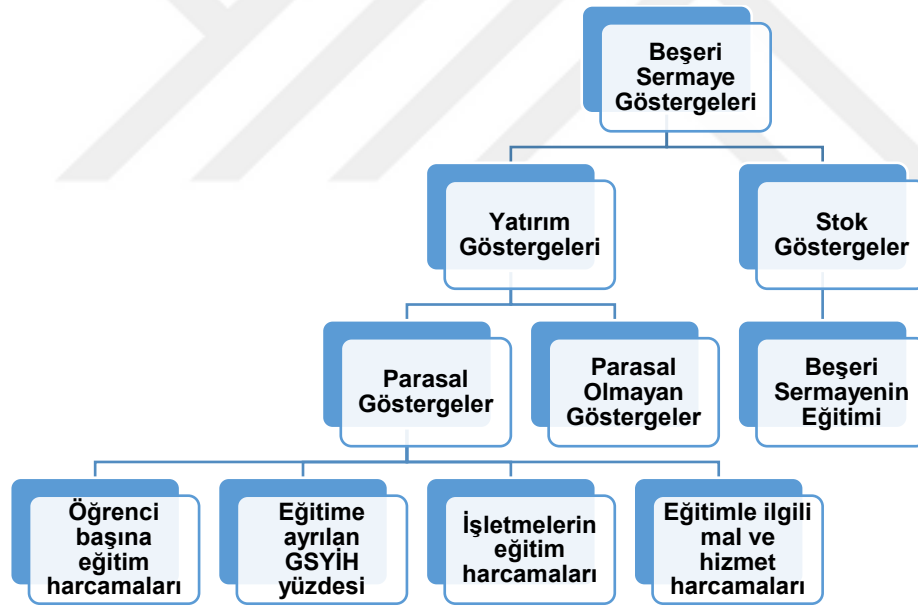 Beşeri
Sermaye
Göstergeleri
Yatırım
Göstergeleri
Stok
Göstergeler
Parasal
Göstergeler
Parasal
Olmayan
Göstergeler
Beşeri
Sermayenin
Eğitimi
Öğrenci
başına
eğitim
harcamaları
Eğitime
ayrılan
GSYİH
yüzdesi
İşletmelerin
eğitim
harcamaları
Eğitimle ilgili
mal ve
hizmet
harcamaları